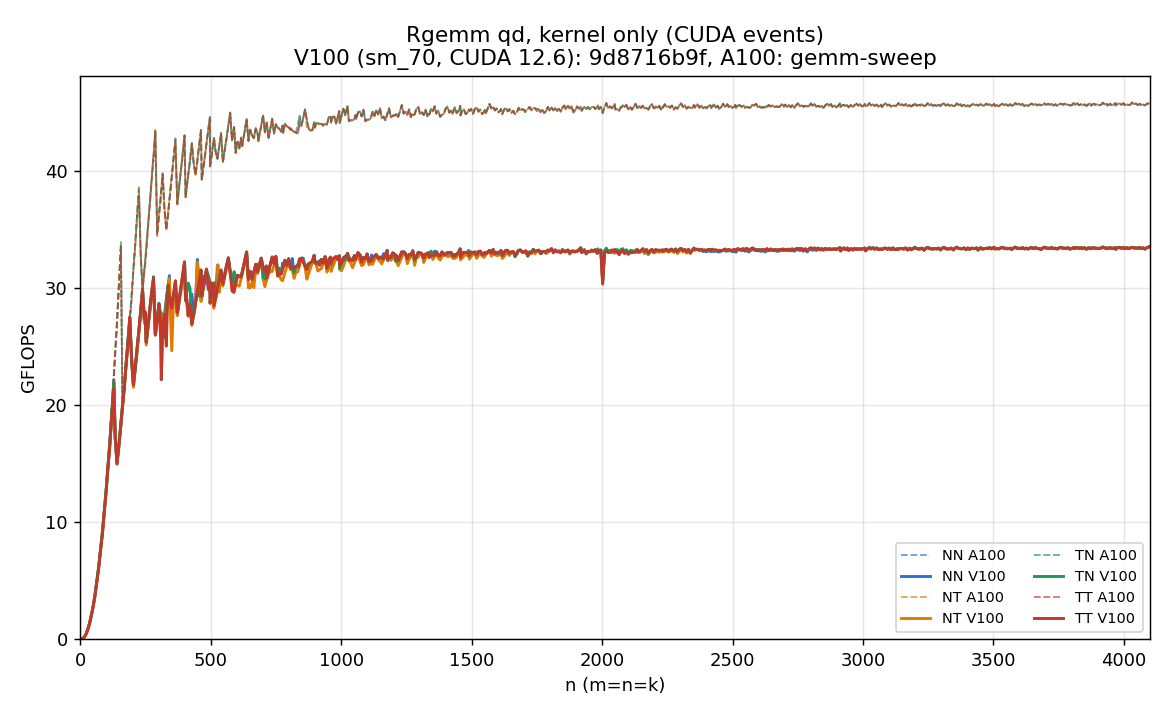 Rgemm qd, kernel only (CUDA events)
V100 (sm_70, CUDA 12.6): 9d8716b9f, A100: gemm-sweep
GFLOPS
40
30
20
10
0
0 500 1000 1500 2000 2500 3000 3500 4000
n (m=n=k)
NN A100 TN A100
NN V100 TN V100
NT A100 TT A100
NT V100 TT V100